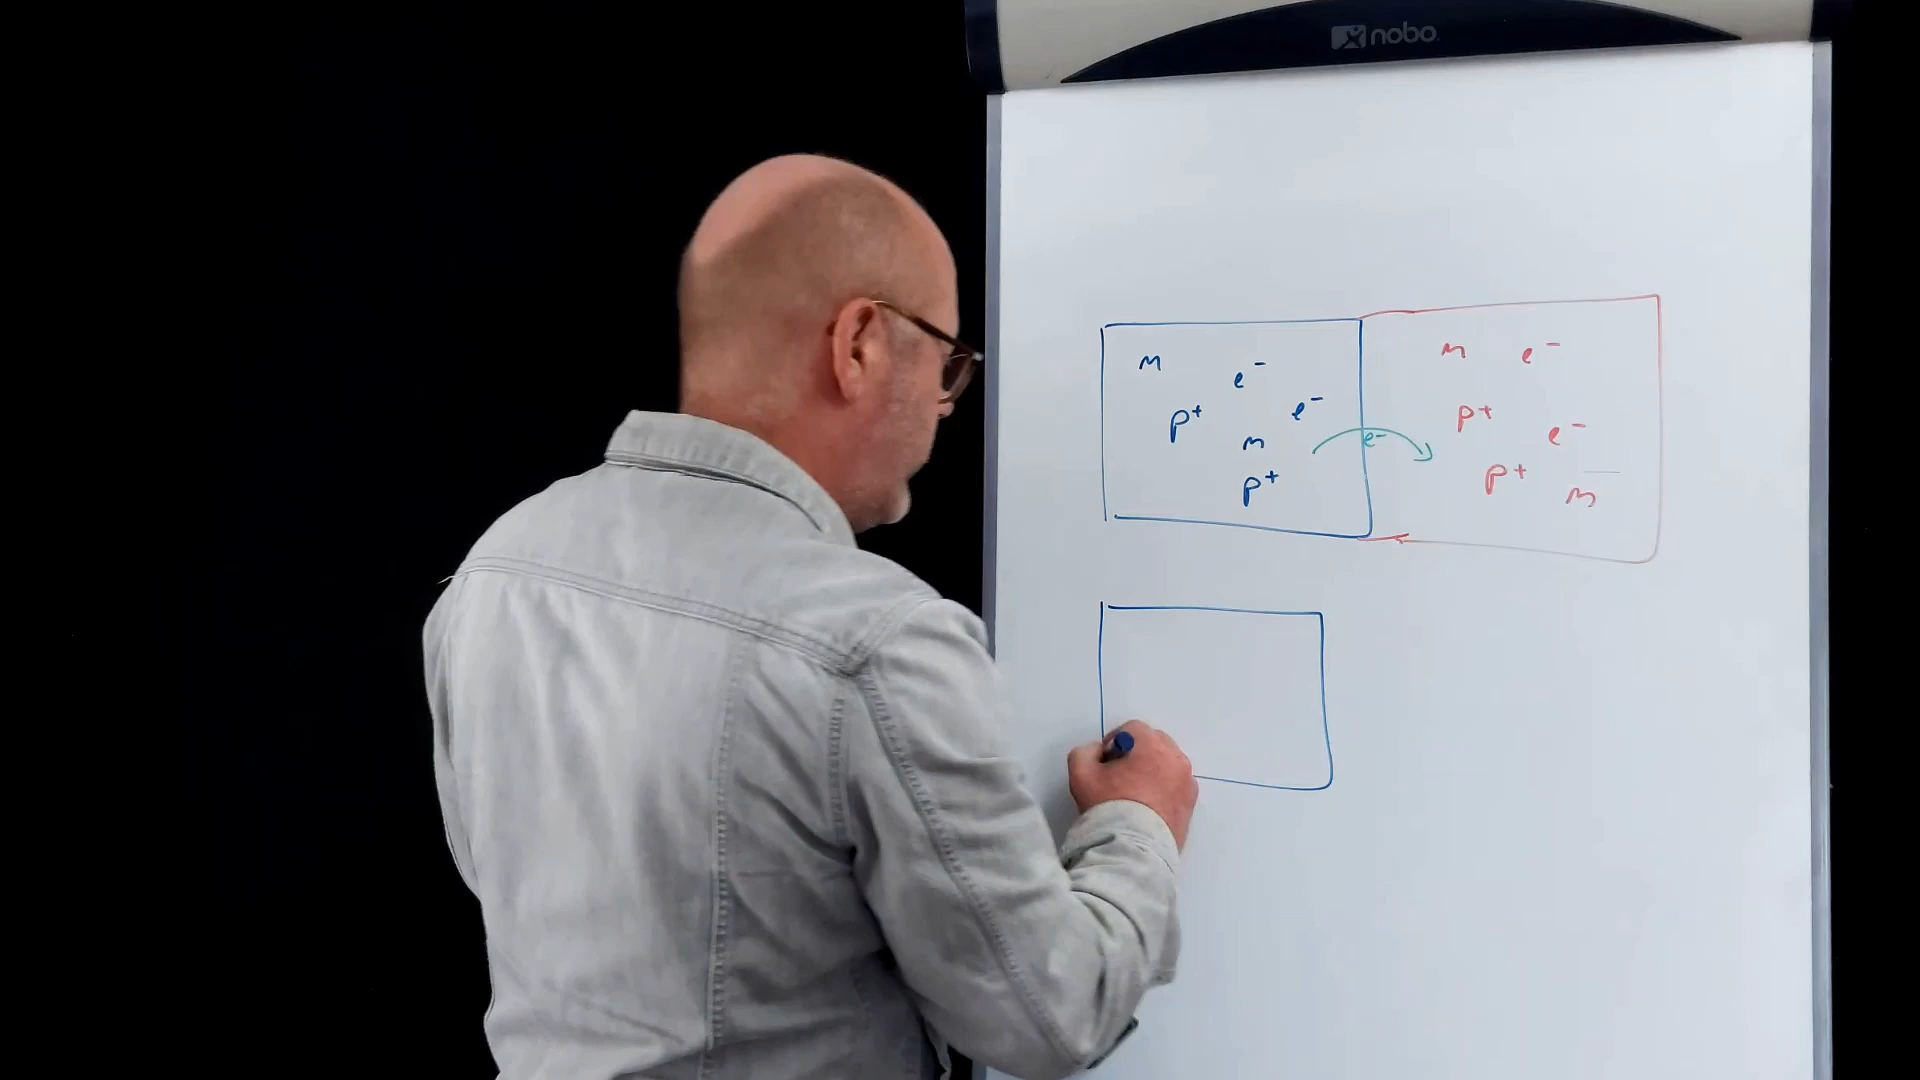 nobo
n e⁻
p⁺ e⁻
n
p⁺
e⁻
n e⁻
p⁺ e⁻
p⁺ n